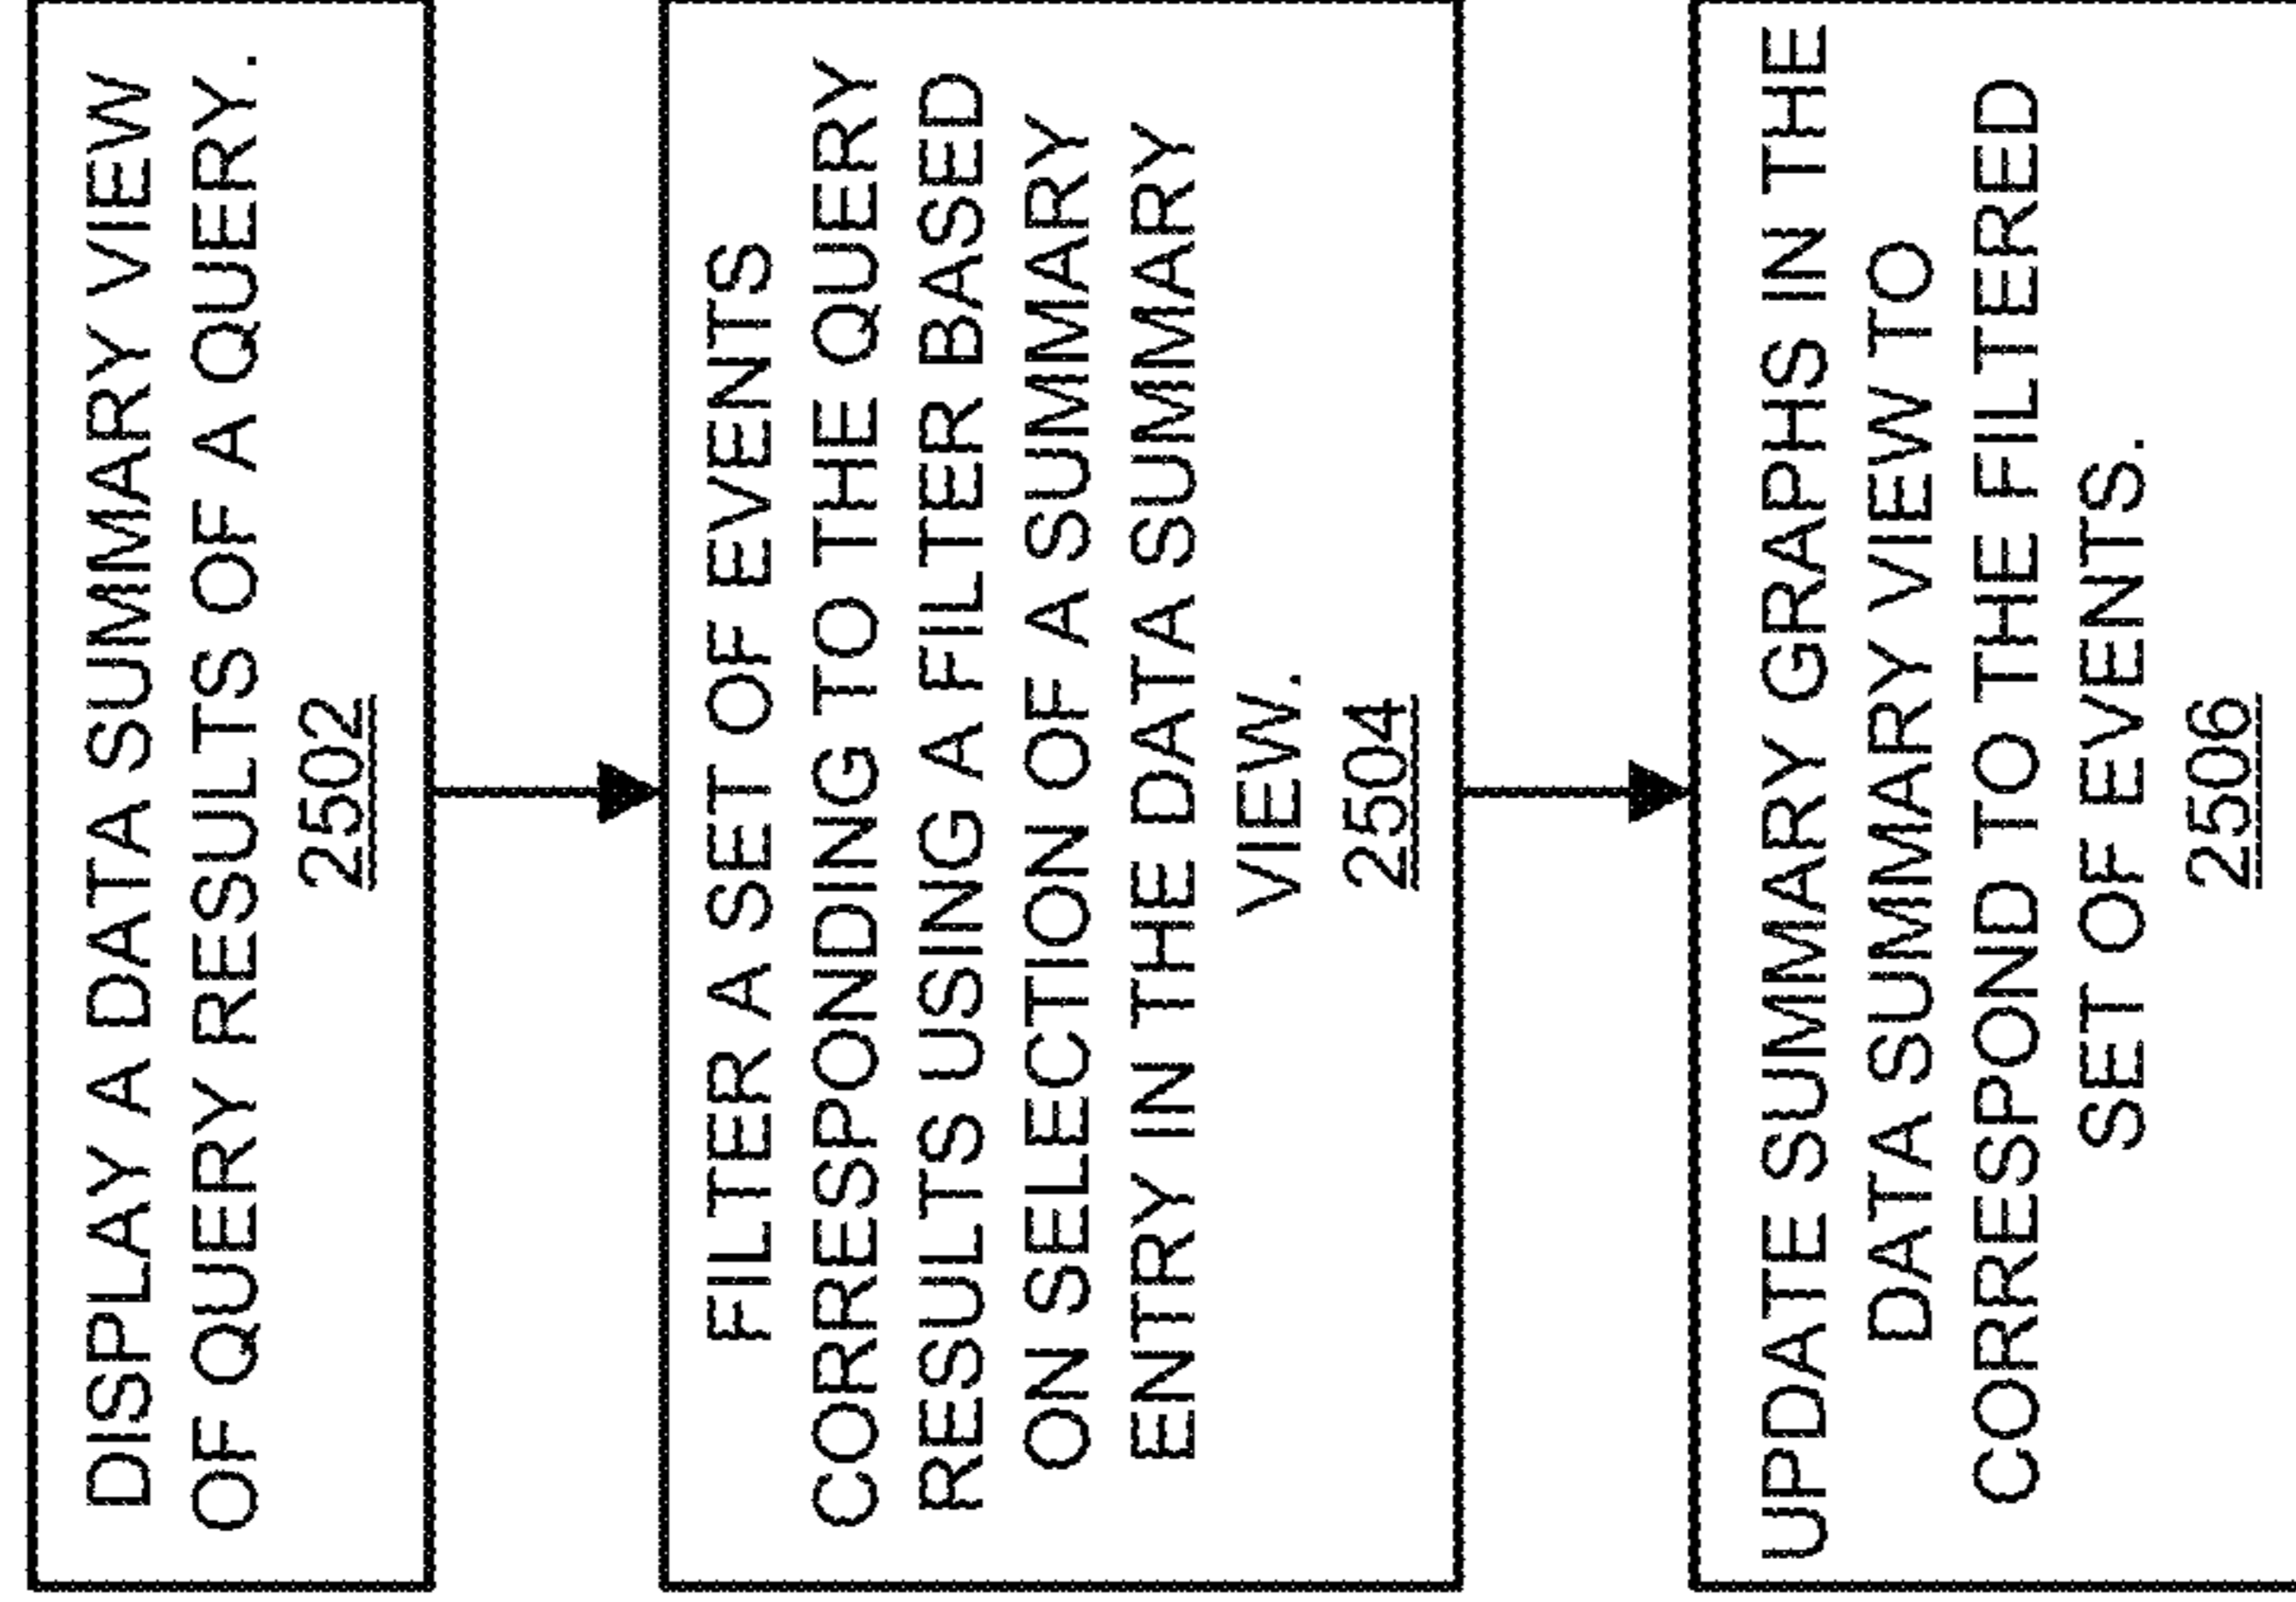 DISPLAY A DATA SUMMARY VIEW
OF QUERY RESULTS OF A QUERY.
2502
FILTER A SET OF EVENTS
CORRESPONDING TO THE QUERY
RESULTS USING A FILTER BASED
ON SELECTION OF A SUMMARY
ENTRY IN THE DATA SUMMARY
VIEW.
2504
UPDATE SUMMARY GRAPHS IN THE
DATA SUMMARY VIEW TO
CORRESPOND TO THE FILTERED
SET OF EVENTS.
2506